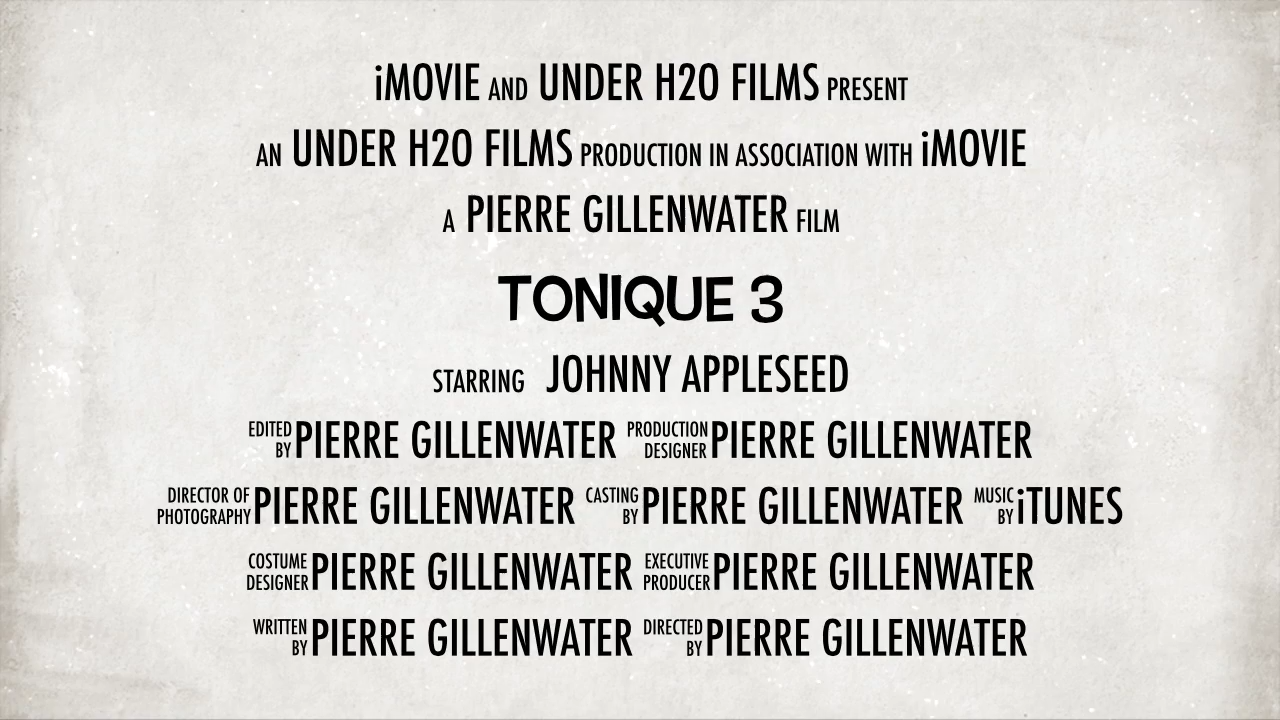 iMOVIE AND UNDER H20 FILMS PRESENT
AN UNDER H20 FILMS PRODUCTION IN ASSOCIATION WITH iMOVIE
A PIERRE GILLENWATER FILM
TONIQUE 3
STARRING JOHNNY APPLESEED
EDITED BY PIERRE GILLENWATER PRODUCTION DESIGNER PIERRE GILLENWATER
DIRECTOR OF PHOTOGRAPHY PIERRE GILLENWATER CASTING BY PIERRE GILLENWATER MUSIC BY iTUNES
COSTUME DESIGNER PIERRE GILLENWATER EXECUTIVE PRODUCER PIERRE GILLENWATER
WRITTEN BY PIERRE GILLENWATER DIRECTED BY PIERRE GILLENWATER